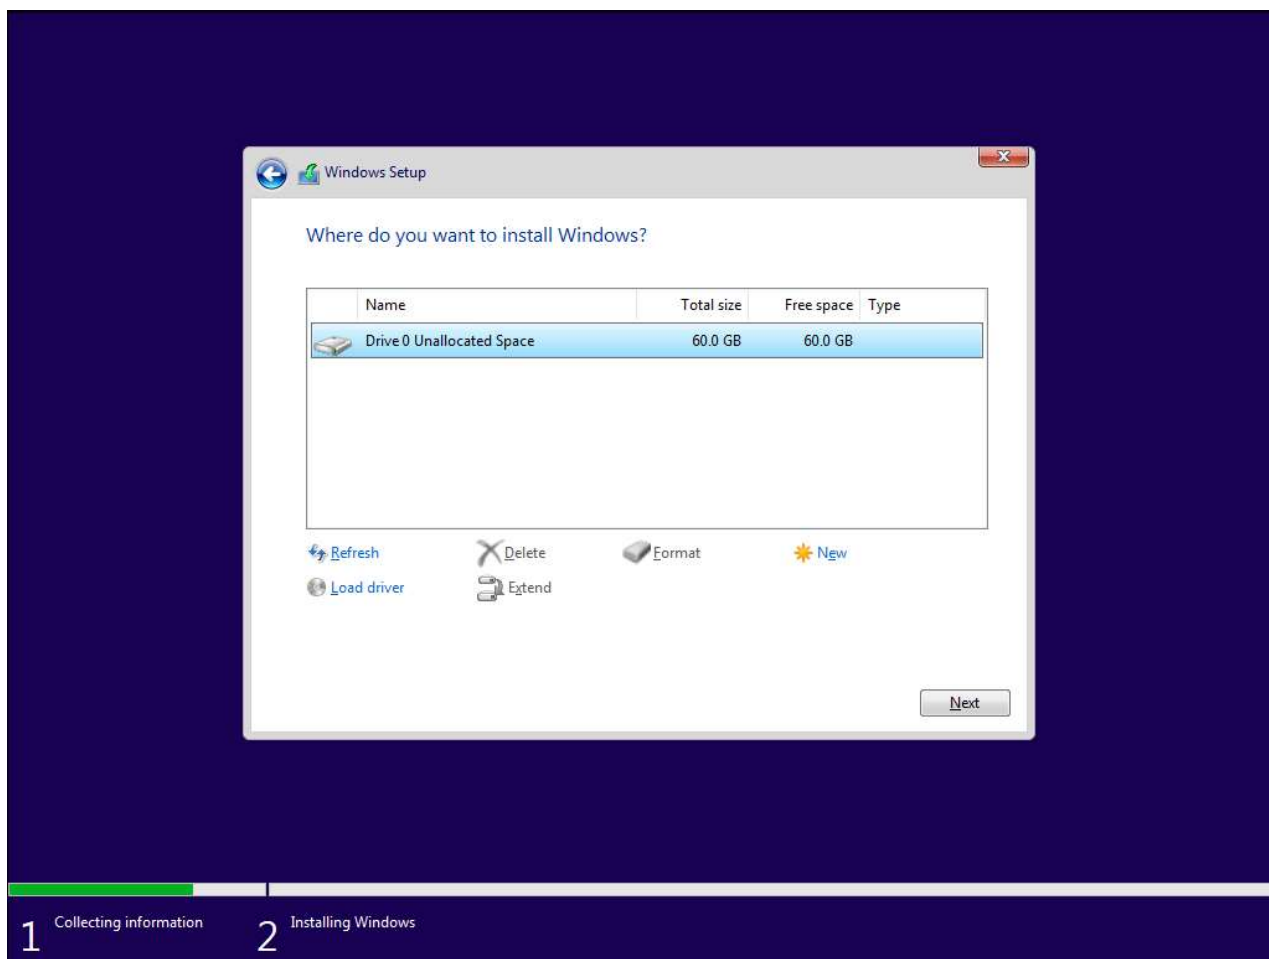 Windows Setup
Where do you want to install Windows?
Name Total size Free space Type
Drive 0 Unallocated Space 60.0 GB 60.0 GB
Refresh Delete Format New
Load driver Extend
Next
1 Collecting information 2 Installing Windows